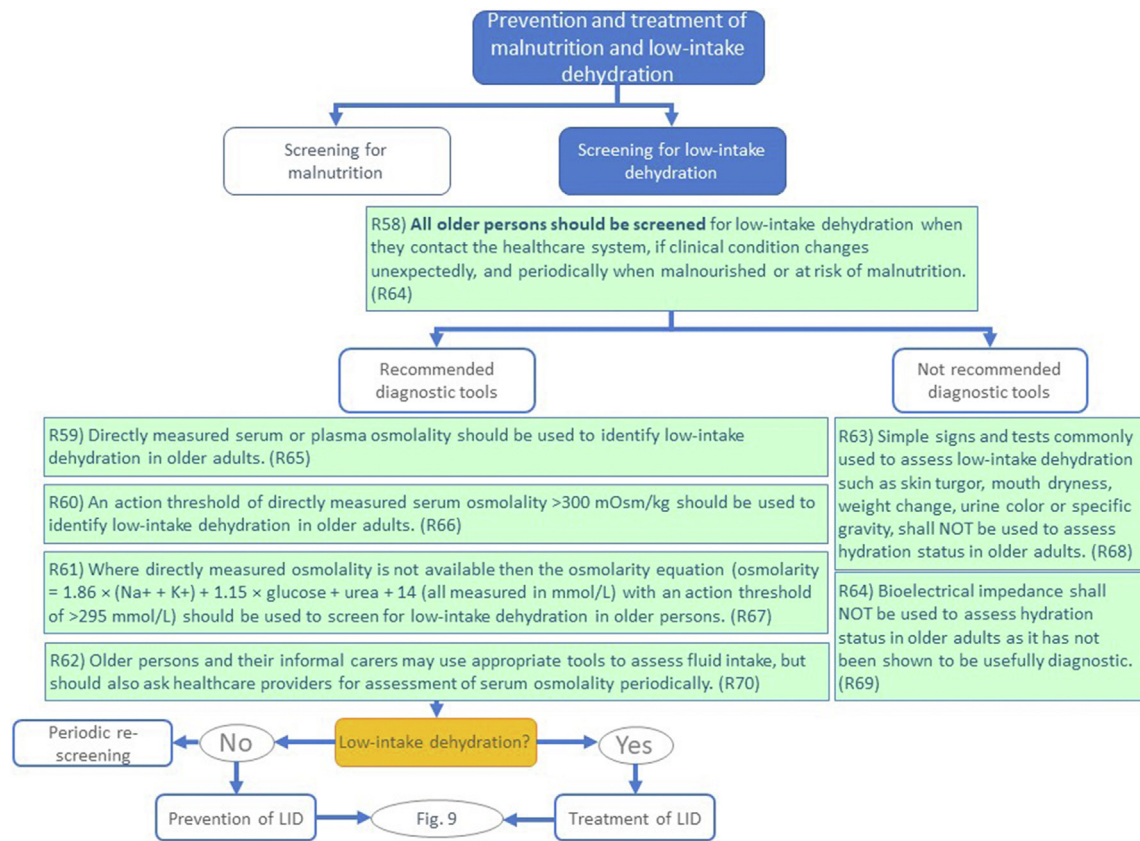 Prevention and treatment of
malnutrition and low-intake
dehydration
Screening for
malnutrition
Screening for low-intake
dehydration
R58) All older persons should be screened for low-intake dehydration when
they contact the healthcare system, if clinical condition changes
unexpectedly, and periodically when malnourished or at risk of malnutrition.
(R64)
Recommended
diagnostic tools
Not recommended
diagnostic tools
R59) Directly measured serum or plasma osmolality should be used to identify low-intake
dehydration in older adults. (R65)
R60) An action threshold of directly measured serum osmolality >300 mOsm/kg should be used to
identify low-intake dehydration in older adults. (R66)
R61) Where directly measured osmolality is not available then the osmolarity equation (osmolarity
= 1.86 × (Na+ + K+) + 1.15 × glucose + urea + 14 (all measured in mmol/L) with an action threshold
of >295 mmol/L) should be used to screen for low-intake dehydration in older persons. (R67)
R62) Older persons and their informal carers may use appropriate tools to assess fluid intake, but
should also ask healthcare providers for assessment of serum osmolality periodically. (R70)
R63) Simple signs and tests commonly
used to assess low-intake dehydration
such as skin turgor, mouth dryness,
weight change, urine color or specific
gravity, shall NOT be used to assess
hydration status in older adults. (R68)
R64) Bioelectrical impedance shall
NOT be used to assess hydration
status in older adults as it has not
been shown to be usefully diagnostic.
(R69)
Periodic re-
screening
No
Low-intake dehydration?
Yes
Prevention of LID
Fig. 9
Treatment of LID